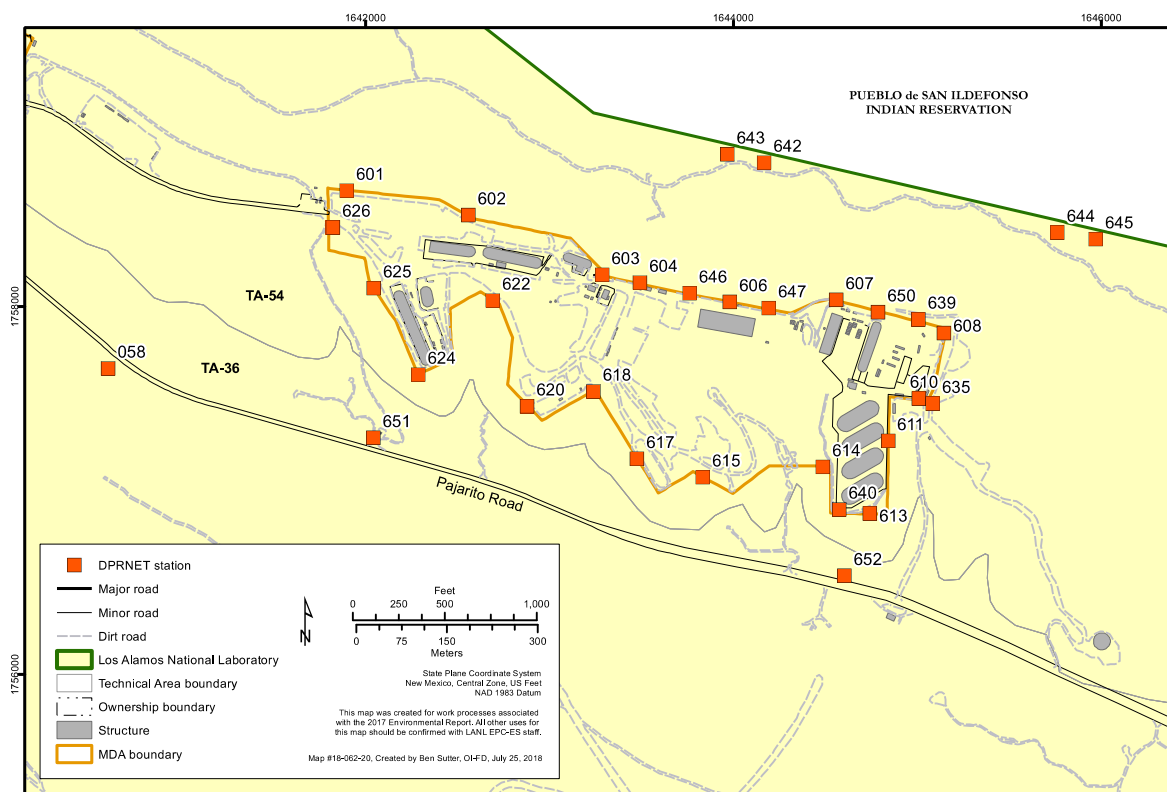 1642000
1644000
1646000
PUEBLO de SAN ILDEFONSO
INDIAN RESERVATION
643
642
601
602
626
644
645
603
604
646
606
647
607
650
639
608
625
622
1758000
TA-54
058
TA-36
624
620
618
610
635
651
617
615
611
614
Pajarito Road
640
613
652
DPRNET station
Major road
Minor road
Dirt road
Los Alamos National Laboratory
Technical Area boundary
Ownership boundary
Structure
MDA boundary
N
Feet
0 250 500 1,000
0 75 150 300
Meters
State Plane Coordinate System
New Mexico, Central Zone, US Feet
NAD 1983 Datum
This map was created for work processes associated
with the 2017 Environmental Report. All other uses for
this map should be confirmed with LANL EPC-ES staff.
Map #18-062-20, Created by Ben Sutter, OI-FD, July 25, 2018
1756000